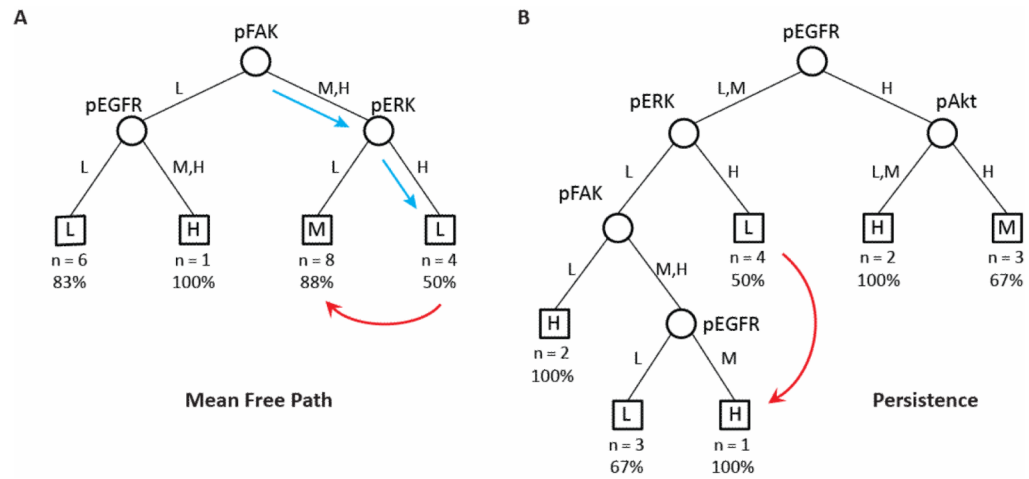 A
pFAK
L
M,H
pEGFR
pERK
L
M,H
L
H
L
H
M
L
n = 6
n = 1
n = 8
n = 4
83%
100%
88%
50%
Mean Free Path
B
pEGFR
L,M
H
pERK
pAkt
L
H
L,M
H
pFAK
L
H
M
n = 4
n = 2
n = 3
50%
100%
67%
L
M,H
H
pEGFR
n = 2
100%
L
M
L
H
n = 3
n = 1
67%
100%
Persistence